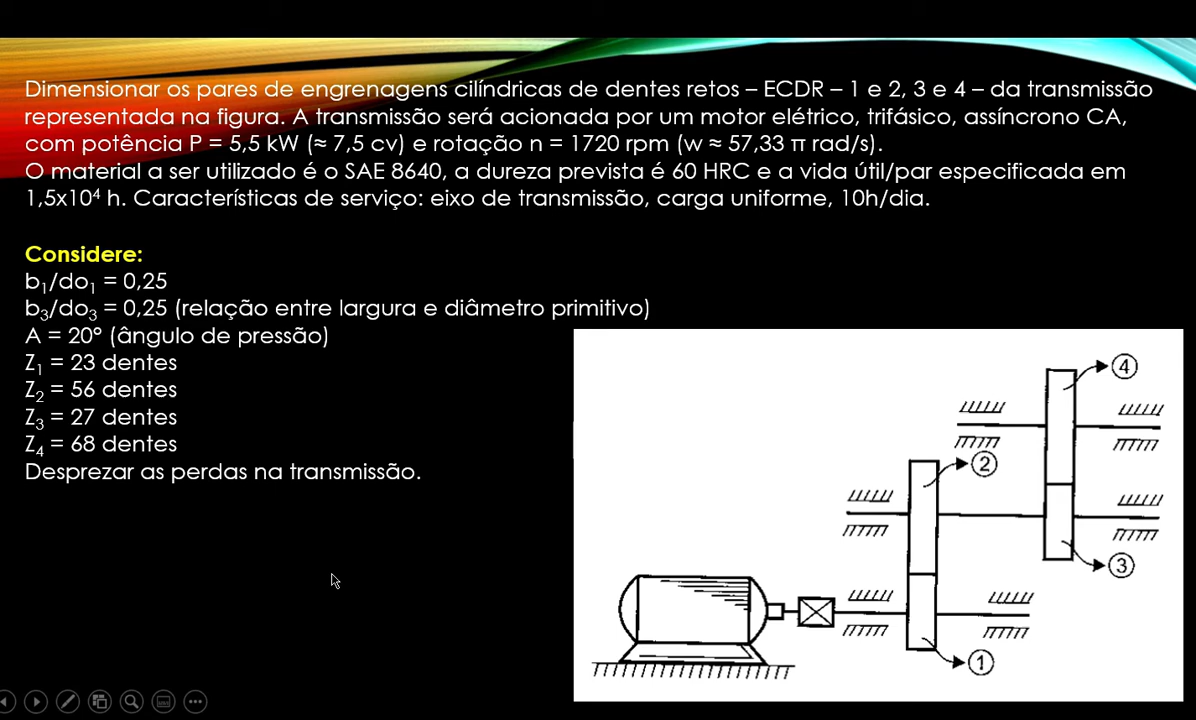 Dimensionar os pares de engrenagens cilíndricas de dentes retos – ECDR – 1 e 2, 3 e 4 – da transmissão
representada na figura. A transmissão será acionada por um motor elétrico, trifásico, assíncrono CA,
com potência P = 5,5 kW (≈ 7,5 cv) e rotação n = 1720 rpm (w ≈ 57,33 π rad/s).
O material a ser utilizado é o SAE 8640, a dureza prevista é 60 HRC e a vida útil/par especificada em
1,5x10⁴ h. Características de serviço: eixo de transmissão, carga uniforme, 10h/dia.
Considere:
b₁/do₁ = 0,25
b₃/do₃ = 0,25 (relação entre largura e diâmetro primitivo)
A = 20° (ângulo de pressão)
Z₁ = 23 dentes
Z₂ = 56 dentes
Z₃ = 27 dentes
Z₄ = 68 dentes
Desprezar as perdas na transmissão.
4
2
3
1